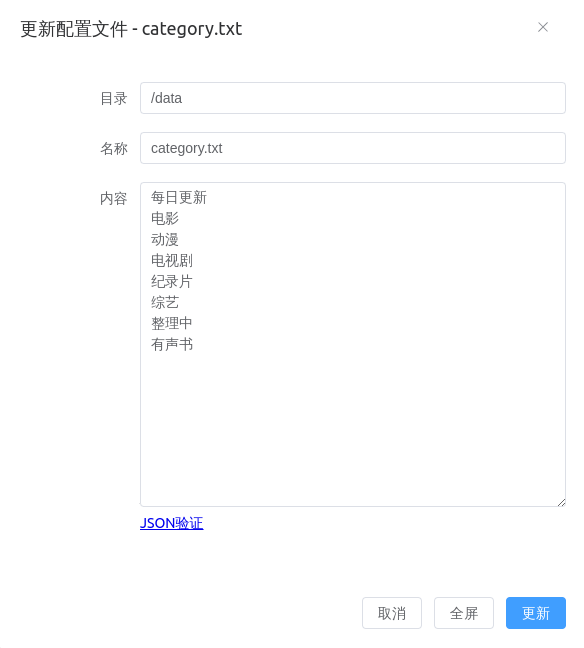 更新配置文件 - category.txt
目录
/data
名称
category.txt
内容
每日更新
电影
动漫
电视剧
纪录片
综艺
整理中
有声书
JSON验证
取消
全屏
更新